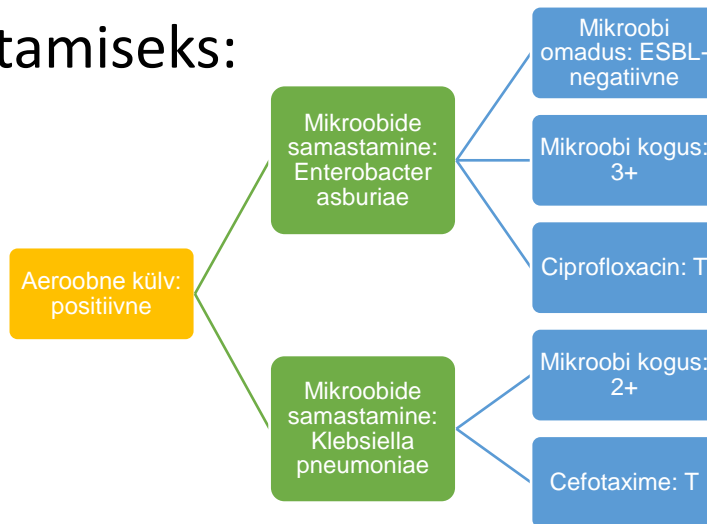 tamiseks:
Mikroobi
omadus: ESBL-
negatiivne
Mikroobide
samastamine:
Enterobacter
asburiae
Mikroobi kogus:
3+
Ciprofloxacin: T
Aeroobne külv:
positiivne
Mikroobide
samastamine:
Klebsiella
pneumoniae
Mikroobi kogus:
2+
Cefotaxime: T